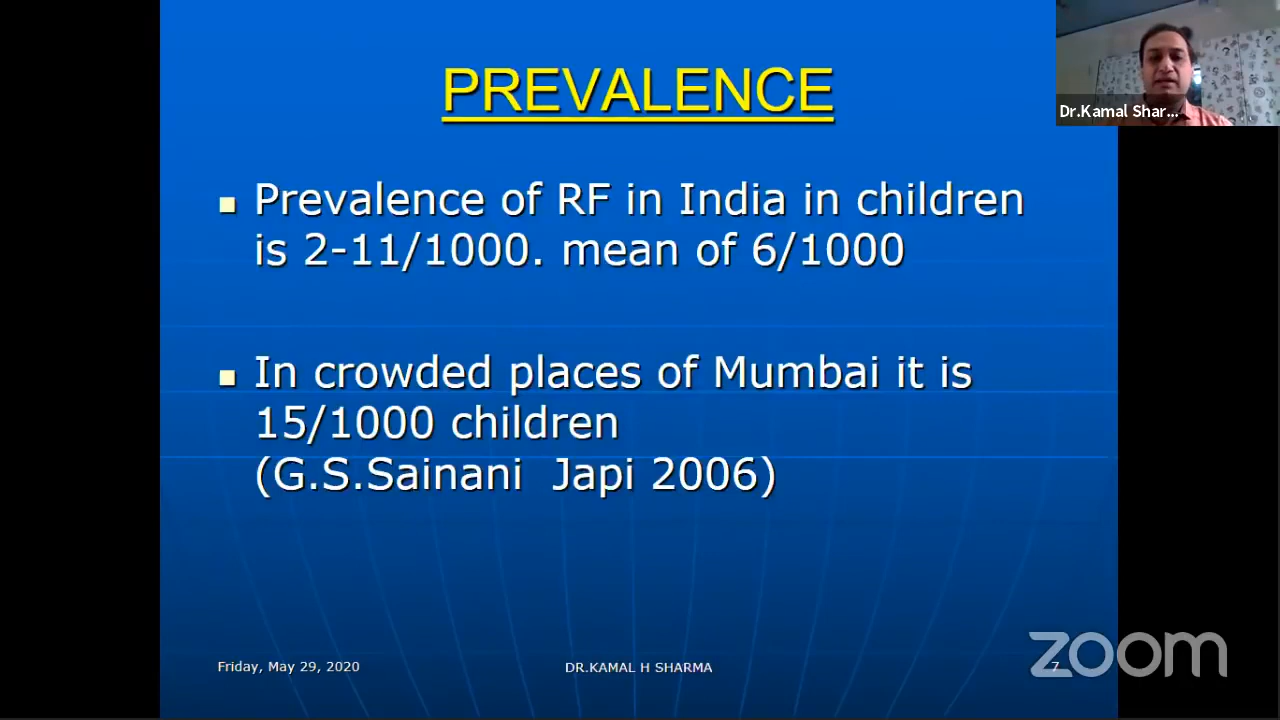 PREVALENCE
Dr.Kamal Shar...
Prevalence of RF in India in children
is 2-11/1000. mean of 6/1000
In crowded places of Mumbai it is
15/1000 children
(G.S.Sainani Japi 2006)
Friday, May 29, 2020
DR.KAMAL H SHARMA
7
zoom